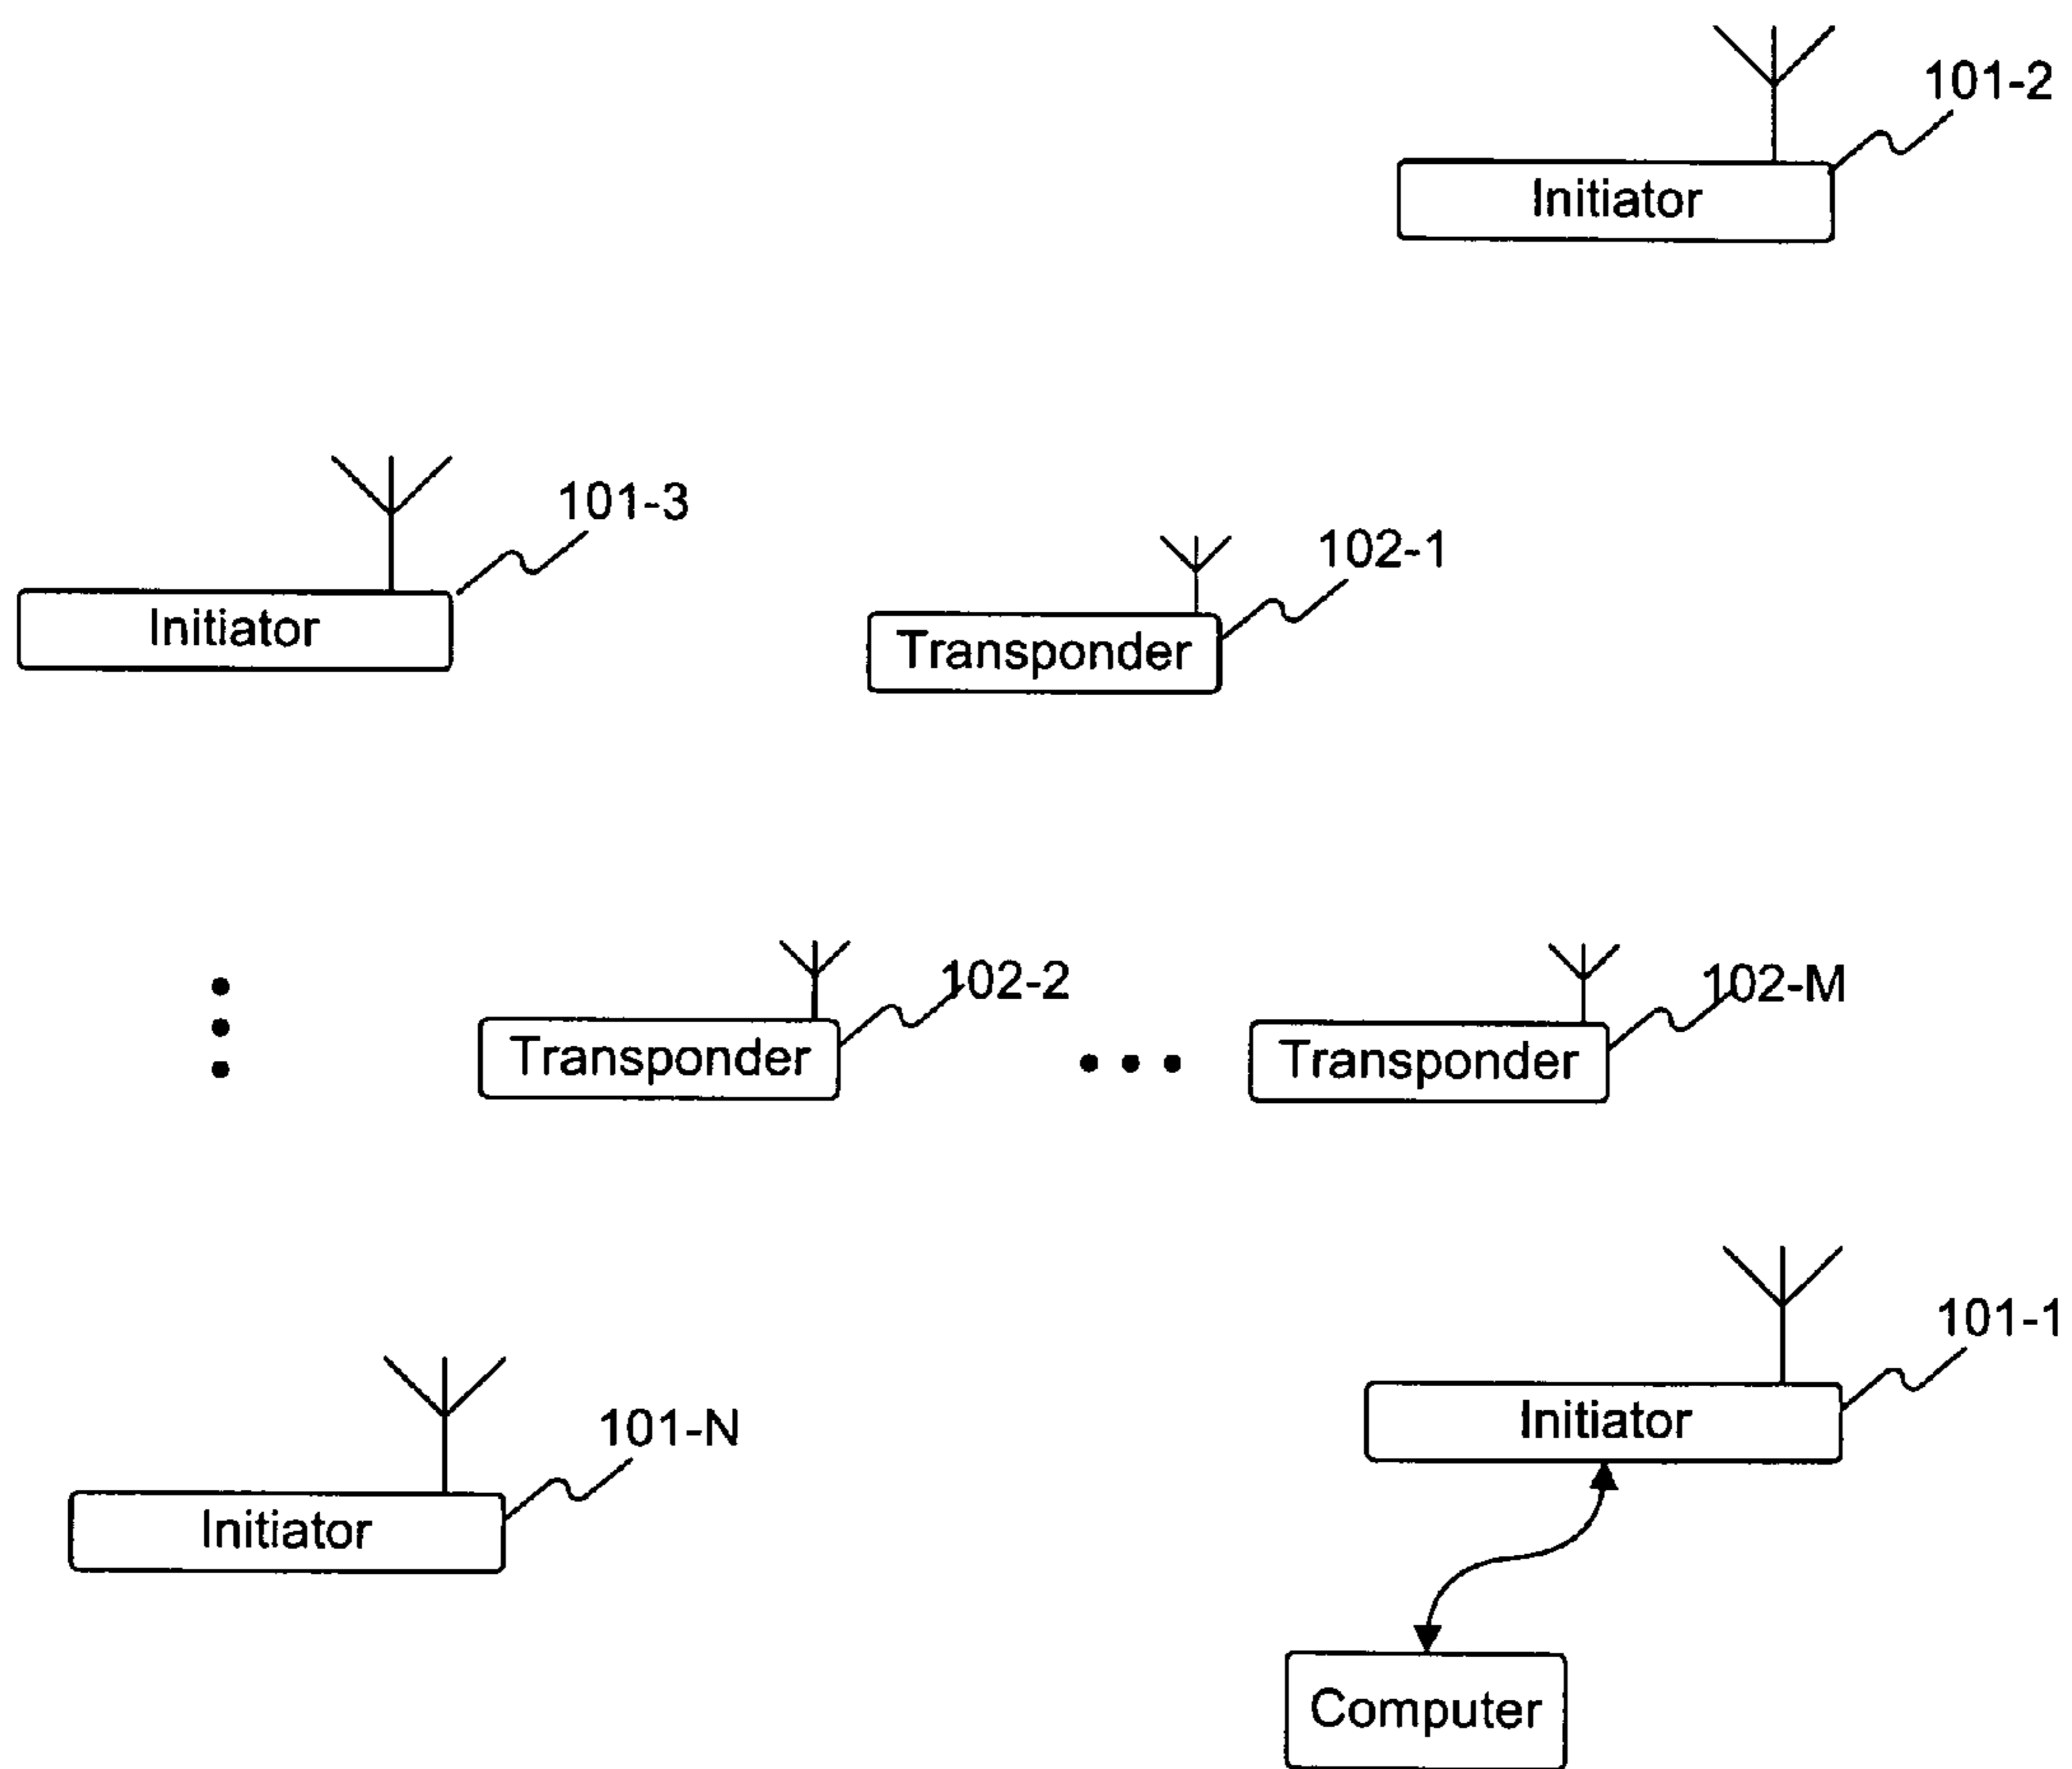 101-2
Initiator
101-3
Initiator
102-1
Transponder
102-2
Transponder
102-M
Transponder
101-1
Initiator
101-N
Initiator
Computer